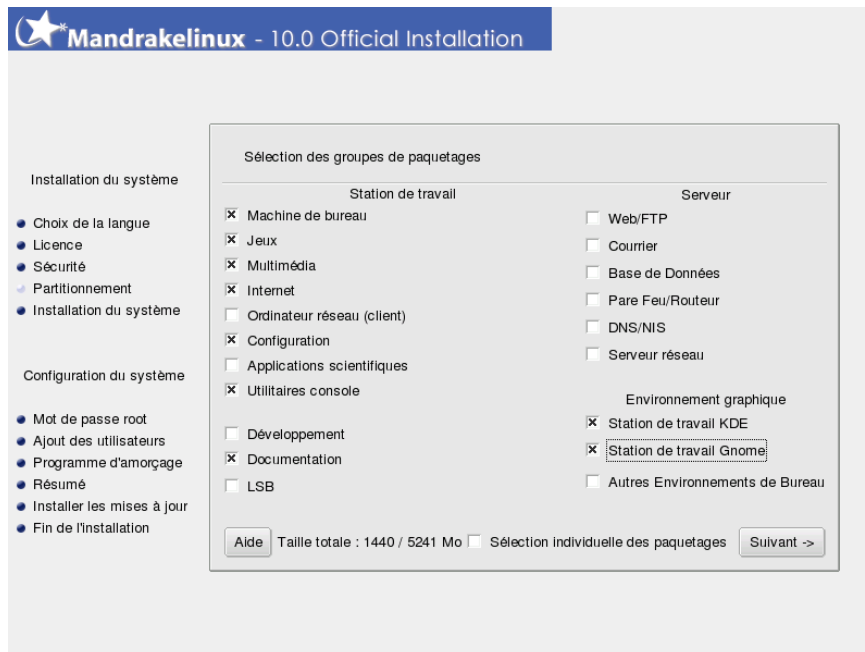 Mandrakelinux - 10.0 Official Installation
Installation du système
Choix de la langue
Licence
Sécurité
Partitionnement
Installation du système
Configuration du système
Mot de passe root
Ajout des utilisateurs
Programme d'amorçage
Résumé
Installer les mises à jour
Fin de l'installation
Sélection des groupes de paquetages
Station de travail
Machine de bureau
Jeux
Multimédia
Internet
Ordinateur réseau (client)
Configuration
Applications scientifiques
Utilitaires console
Développement
Documentation
LSB
Serveur
Web/FTP
Courrier
Base de Données
Pare Feu/Routeur
DNS/NIS
Serveur réseau
Environnement graphique
Station de travail KDE
Station de travail Gnome
Autres Environnements de Bureau
Aide Taille totale : 1440 / 5241 Mo Sélection individuelle des paquetages Suivant ->